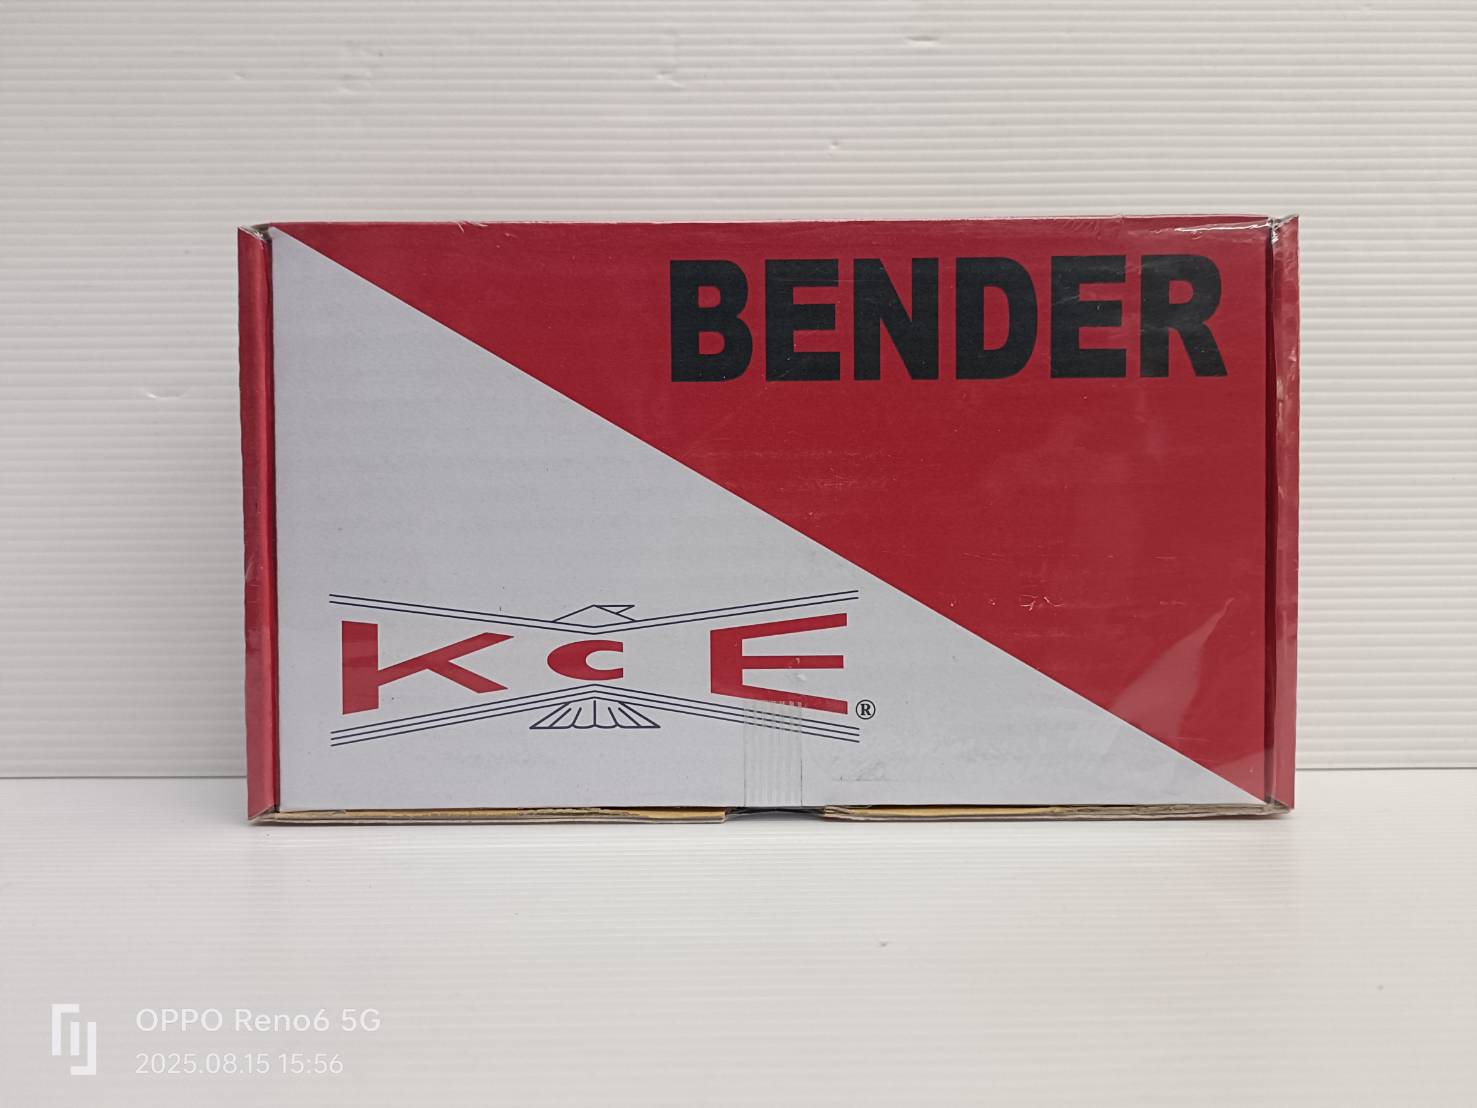 BENDER
KCE®
OPPO Reno6 5G
2025.08.15 15:56